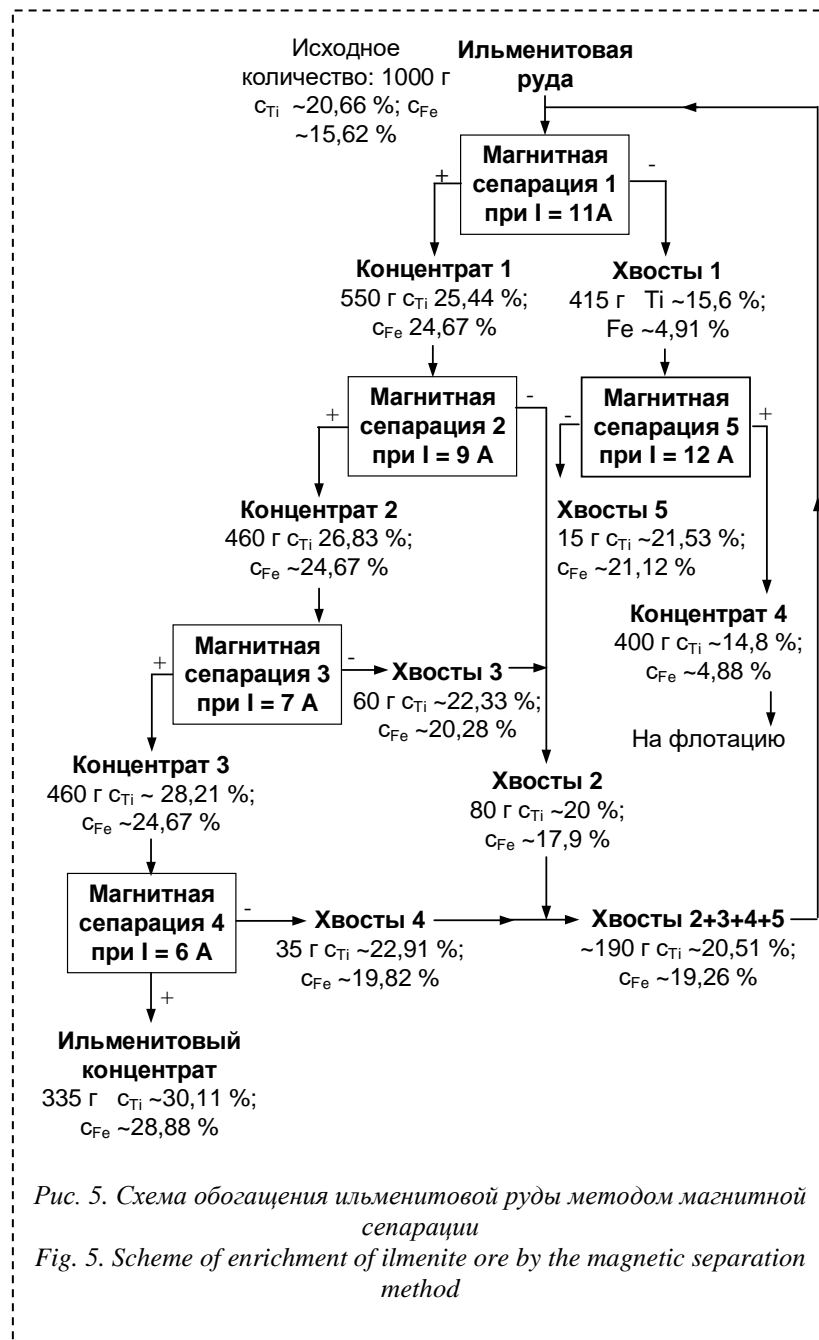 Исходное
количество: 1000 г
cTi ~20,66 %; cFe
~15,62 %
Ильменитовая
руда
Магнитная
сепарация 1
при I = 11А
+
-
Концентрат 1
550 г cTi 25,44 %;
cFe 24,67 %
Хвосты 1
415 г Ti ~15,6 %;
Fe ~4,91 %
Магнитная
сепарация 2
при I = 9 А
+
-
Магнитная
сепарация 5
при I = 12 А
-
+
Концентрат 2
460 г cTi 26,83 %;
cFe ~24,67 %
Хвосты 5
15 г cTi ~21,53 %;
cFe ~21,12 %
Концентрат 4
400 г cTi ~14,8 %;
cFe ~4,88 %
На флотацию
Магнитная
сепарация 3
при I = 7 А
+
-
Хвосты 3
60 г cTi ~22,33 %;
cFe ~20,28 %
Концентрат 3
460 г cTi ~ 28,21 %;
cFe ~24,67 %
Хвосты 2
80 г cTi ~20 %;
cFe ~17,9 %
Магнитная
сепарация 4
при I = 6 А
-
+
Хвосты 4
35 г cTi ~22,91 %;
cFe ~19,82 %
Хвосты 2+3+4+5
~190 г cTi ~20,51 %;
cFe ~19,26 %
Ильменитовый
концентрат
335 г cTi ~30,11 %;
cFe ~28,88 %
Рис. 5. Схема обогащения ильменитовой руды методом магнитной
сепарации
Fig. 5. Scheme of enrichment of ilmenite ore by the magnetic separation
method